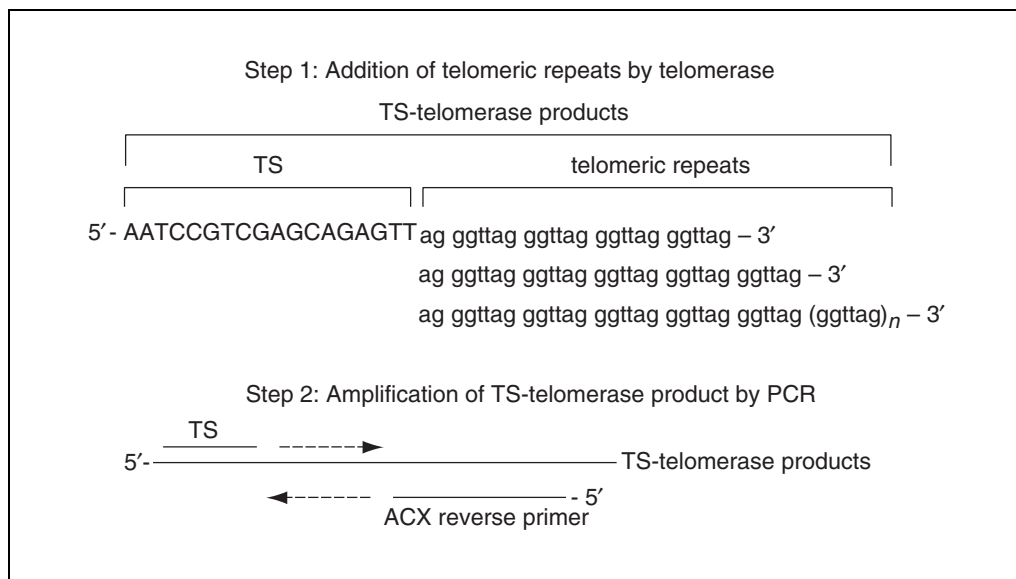 Step 1: Addition of telomeric repeats by telomerase
TS-telomerase products
TS telomeric repeats
5′- AATCCGTCGAGCAGAGTT ag ggttag ggttag ggttag ggttag – 3′
ag ggttag ggttag ggttag ggttag ggttag – 3′
ag ggttag ggttag ggttag ggttag ggttag (ggttag)n – 3′
Step 2: Amplification of TS-telomerase product by PCR
TS
5′- TS-telomerase products
- 5′
ACX reverse primer